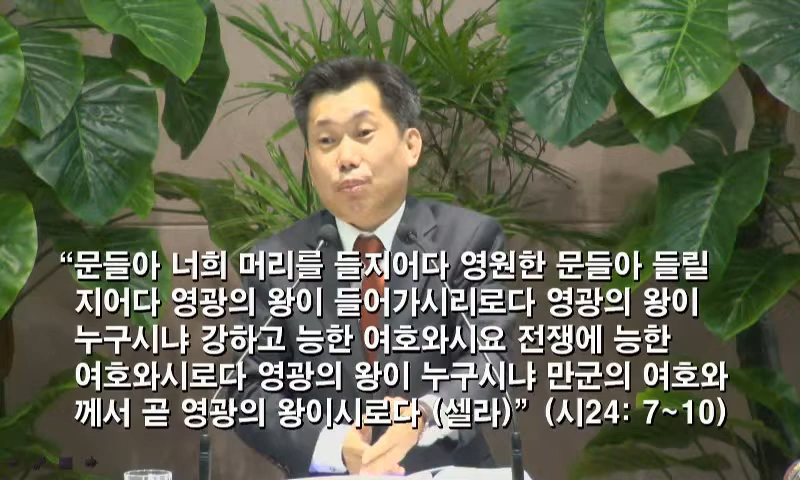 “문들아 너희 머리를 들지어다 영원한 문들아 들릴
지어다 영광의 왕이 들어가시리로다 영광의 왕이
누구시냐 강하고 능한 여호와시요 전쟁에 능한
여호와시로다 영광의 왕이 누구시냐 만군의 여호와
께서 곧 영광의 왕이시로다 (셀라)” (시24: 7~10)